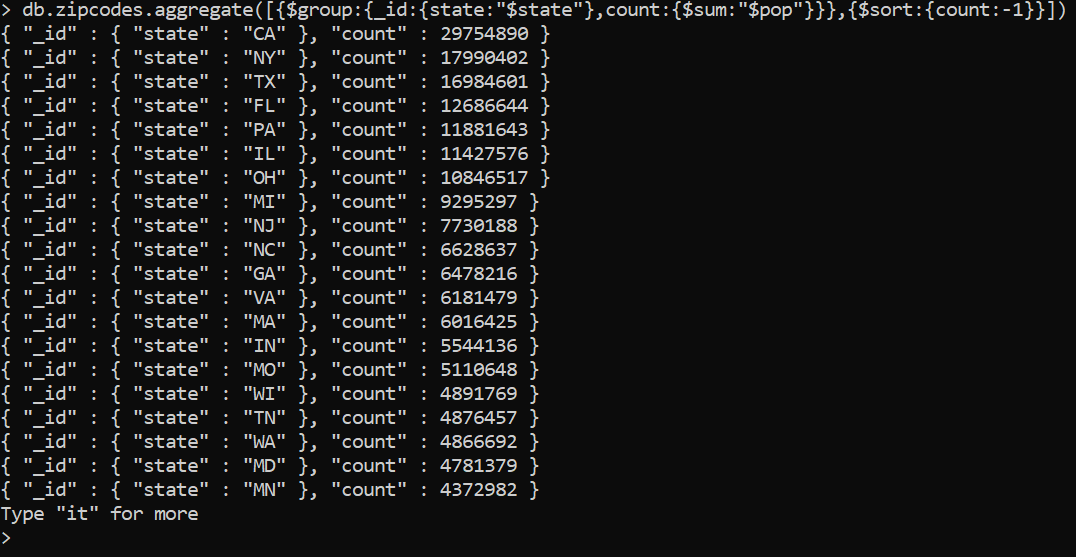 > db.zipcodes.aggregate([{$group:{_id:{state:"$state"},count:{$sum:"$pop"}}},{$sort:{count:-1}}])
{ "_id" : { "state" : "CA" }, "count" : 29754890 }
{ "_id" : { "state" : "NY" }, "count" : 17990402 }
{ "_id" : { "state" : "TX" }, "count" : 16984601 }
{ "_id" : { "state" : "FL" }, "count" : 12686644 }
{ "_id" : { "state" : "PA" }, "count" : 11881643 }
{ "_id" : { "state" : "IL" }, "count" : 11427576 }
{ "_id" : { "state" : "OH" }, "count" : 10846517 }
{ "_id" : { "state" : "MI" }, "count" : 9295297 }
{ "_id" : { "state" : "NJ" }, "count" : 7730188 }
{ "_id" : { "state" : "NC" }, "count" : 6628637 }
{ "_id" : { "state" : "GA" }, "count" : 6478216 }
{ "_id" : { "state" : "VA" }, "count" : 6181479 }
{ "_id" : { "state" : "MA" }, "count" : 6016425 }
{ "_id" : { "state" : "IN" }, "count" : 5544136 }
{ "_id" : { "state" : "MO" }, "count" : 5110648 }
{ "_id" : { "state" : "WI" }, "count" : 4891769 }
{ "_id" : { "state" : "TN" }, "count" : 4876457 }
{ "_id" : { "state" : "WA" }, "count" : 4866692 }
{ "_id" : { "state" : "MD" }, "count" : 4781379 }
{ "_id" : { "state" : "MN" }, "count" : 4372982 }
Type "it" for more
>